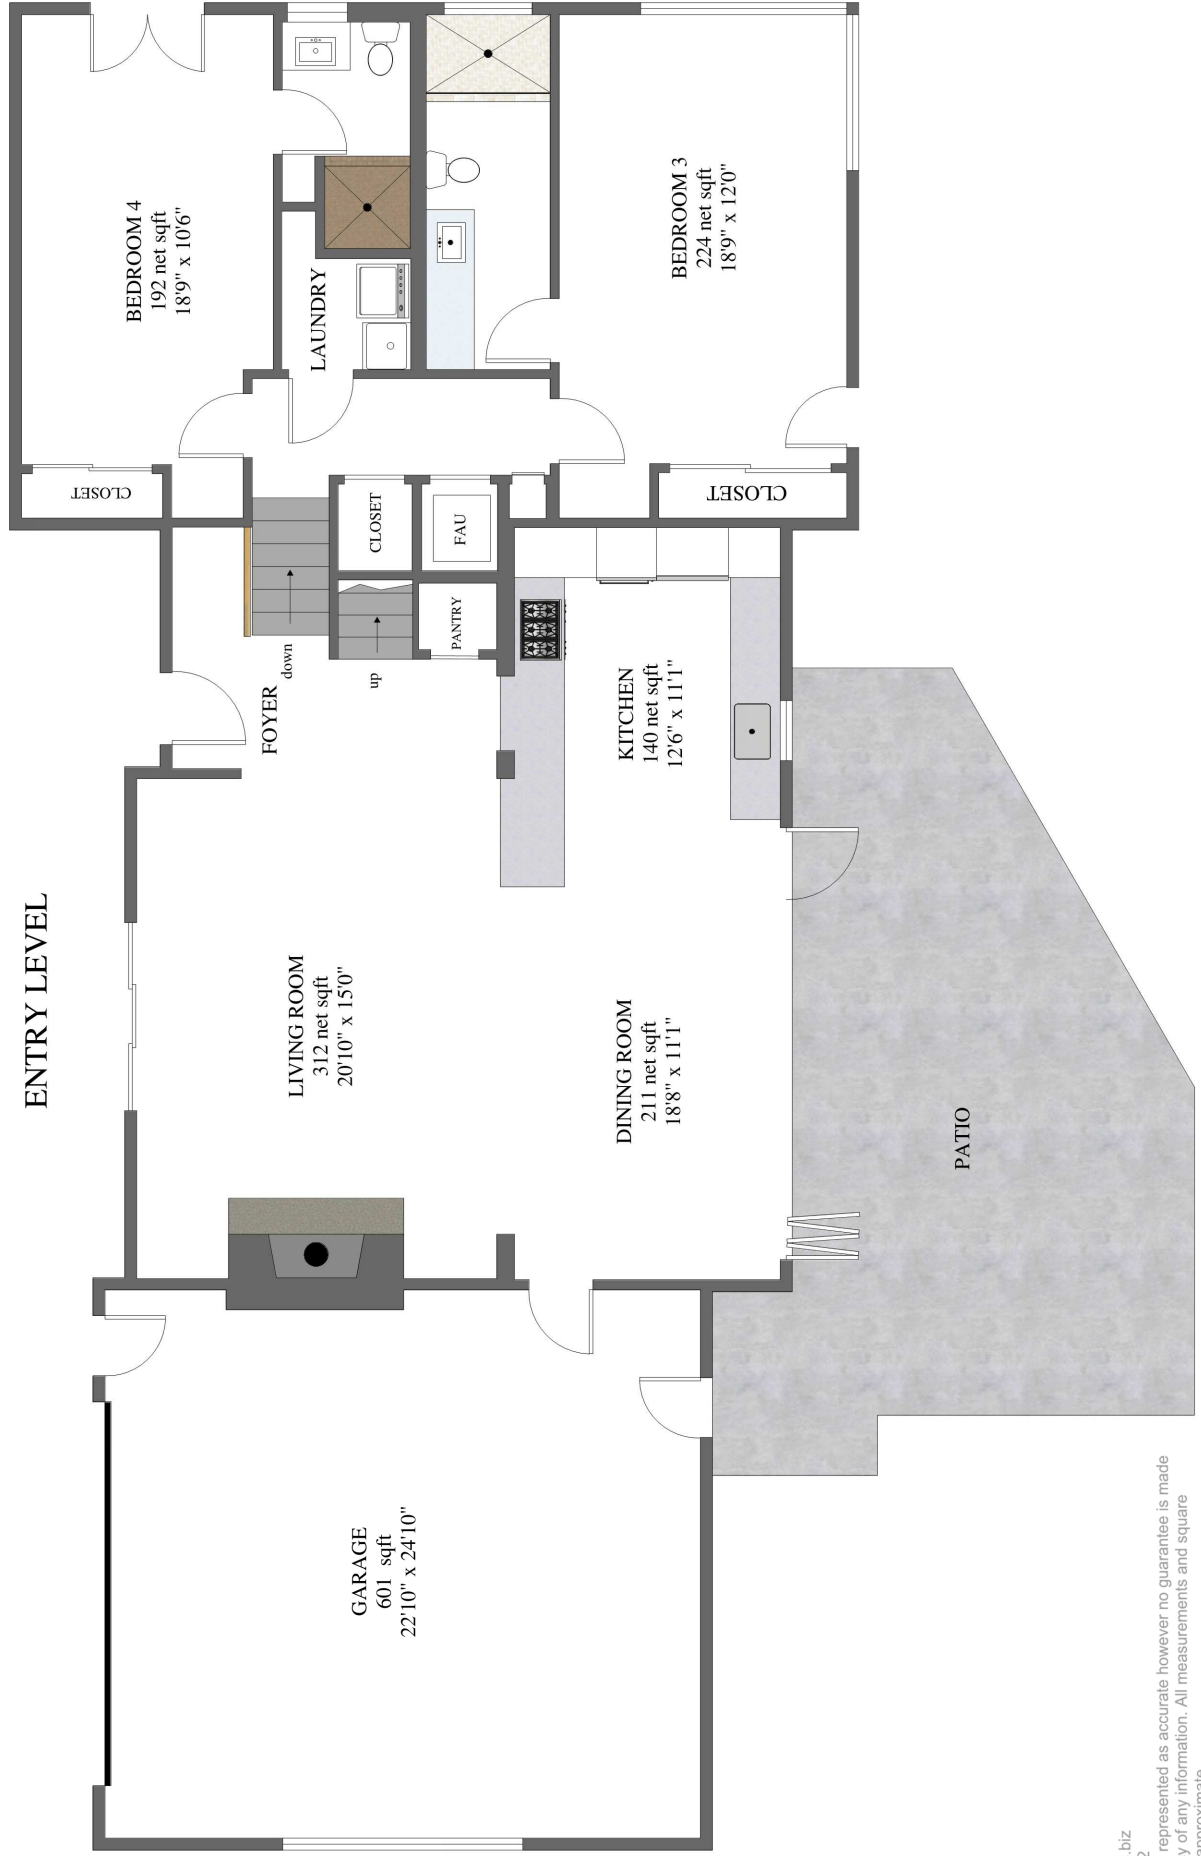 ENTRY LEVEL
BEDROOM 4
192 net sqft
18'9" x 10'6"
CLOSET
LAUNDRY
BEDROOM 3
224 net sqft
18'9" x 12'0"
CLOSET
CLOSET
FAU
PANTRY
down
up
FOYER
KITCHEN
140 net sqft
12'6" x 11'1"
LIVING ROOM
312 net sqft
20'10" x 15'0"
DINING ROOM
211 net sqft
18'8" x 11'1"
PATIO
GARAGE
601 sqft
22'10" x 24'10"
.biz
represented as accurate however no guarantee is made
of any information. All measurements and square
approximate